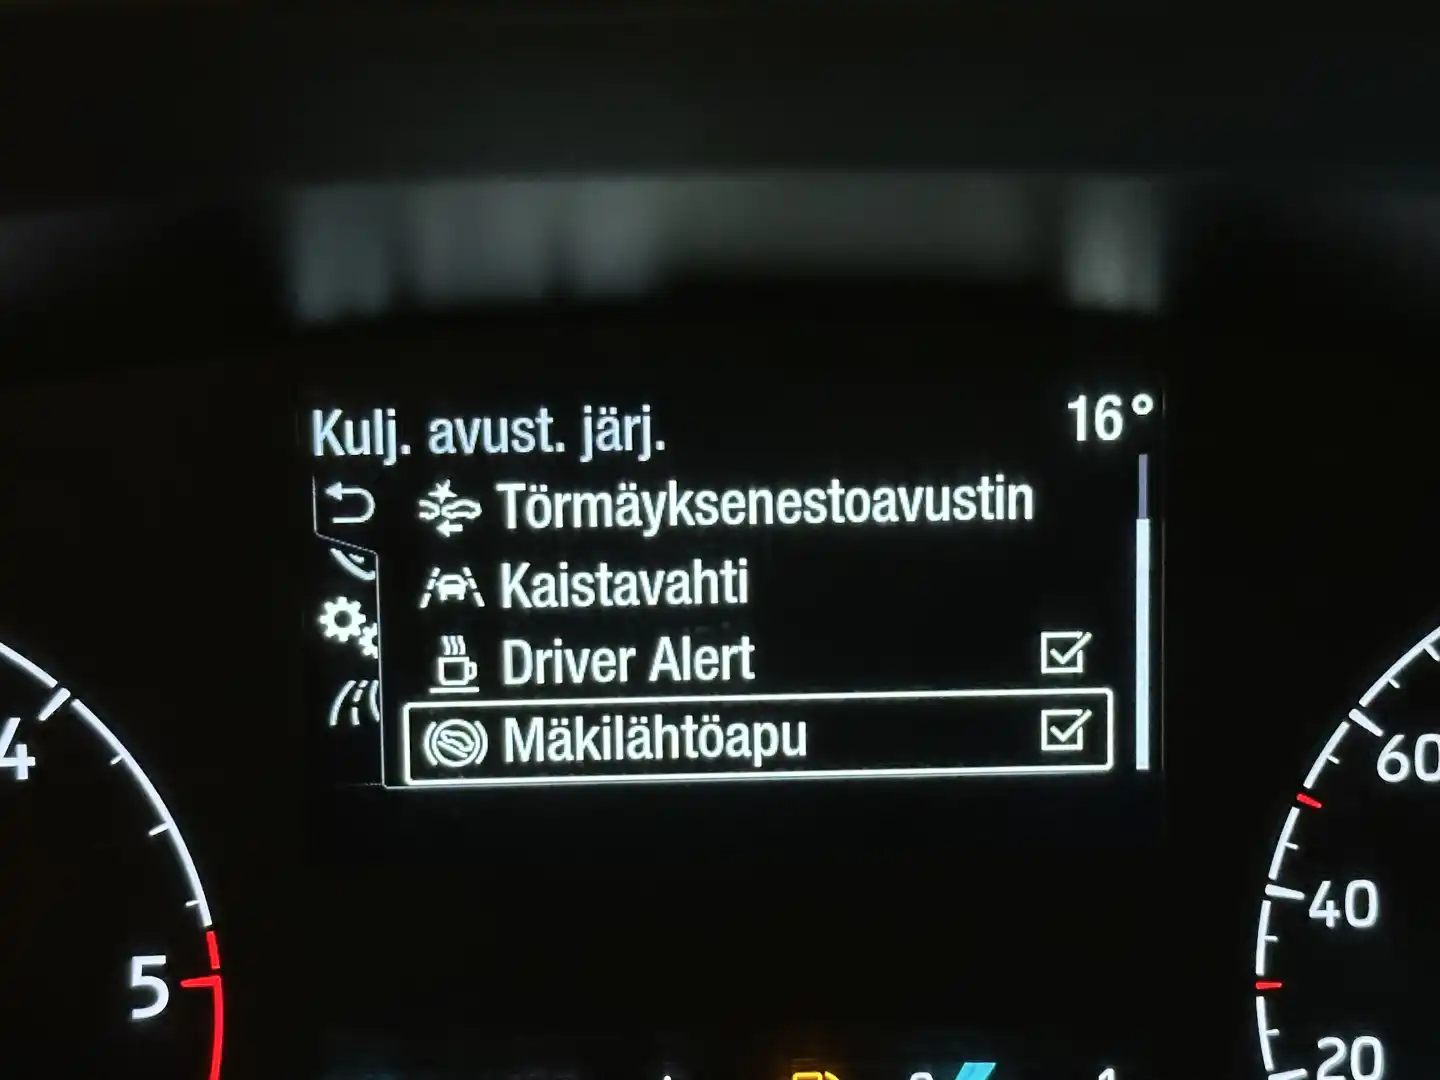 Kulj. avust. järj.
16°
Törmäyksenestoavustin
Kaistavahti
Driver Alert
Mäkilähtöapu
4
5
60
40
20